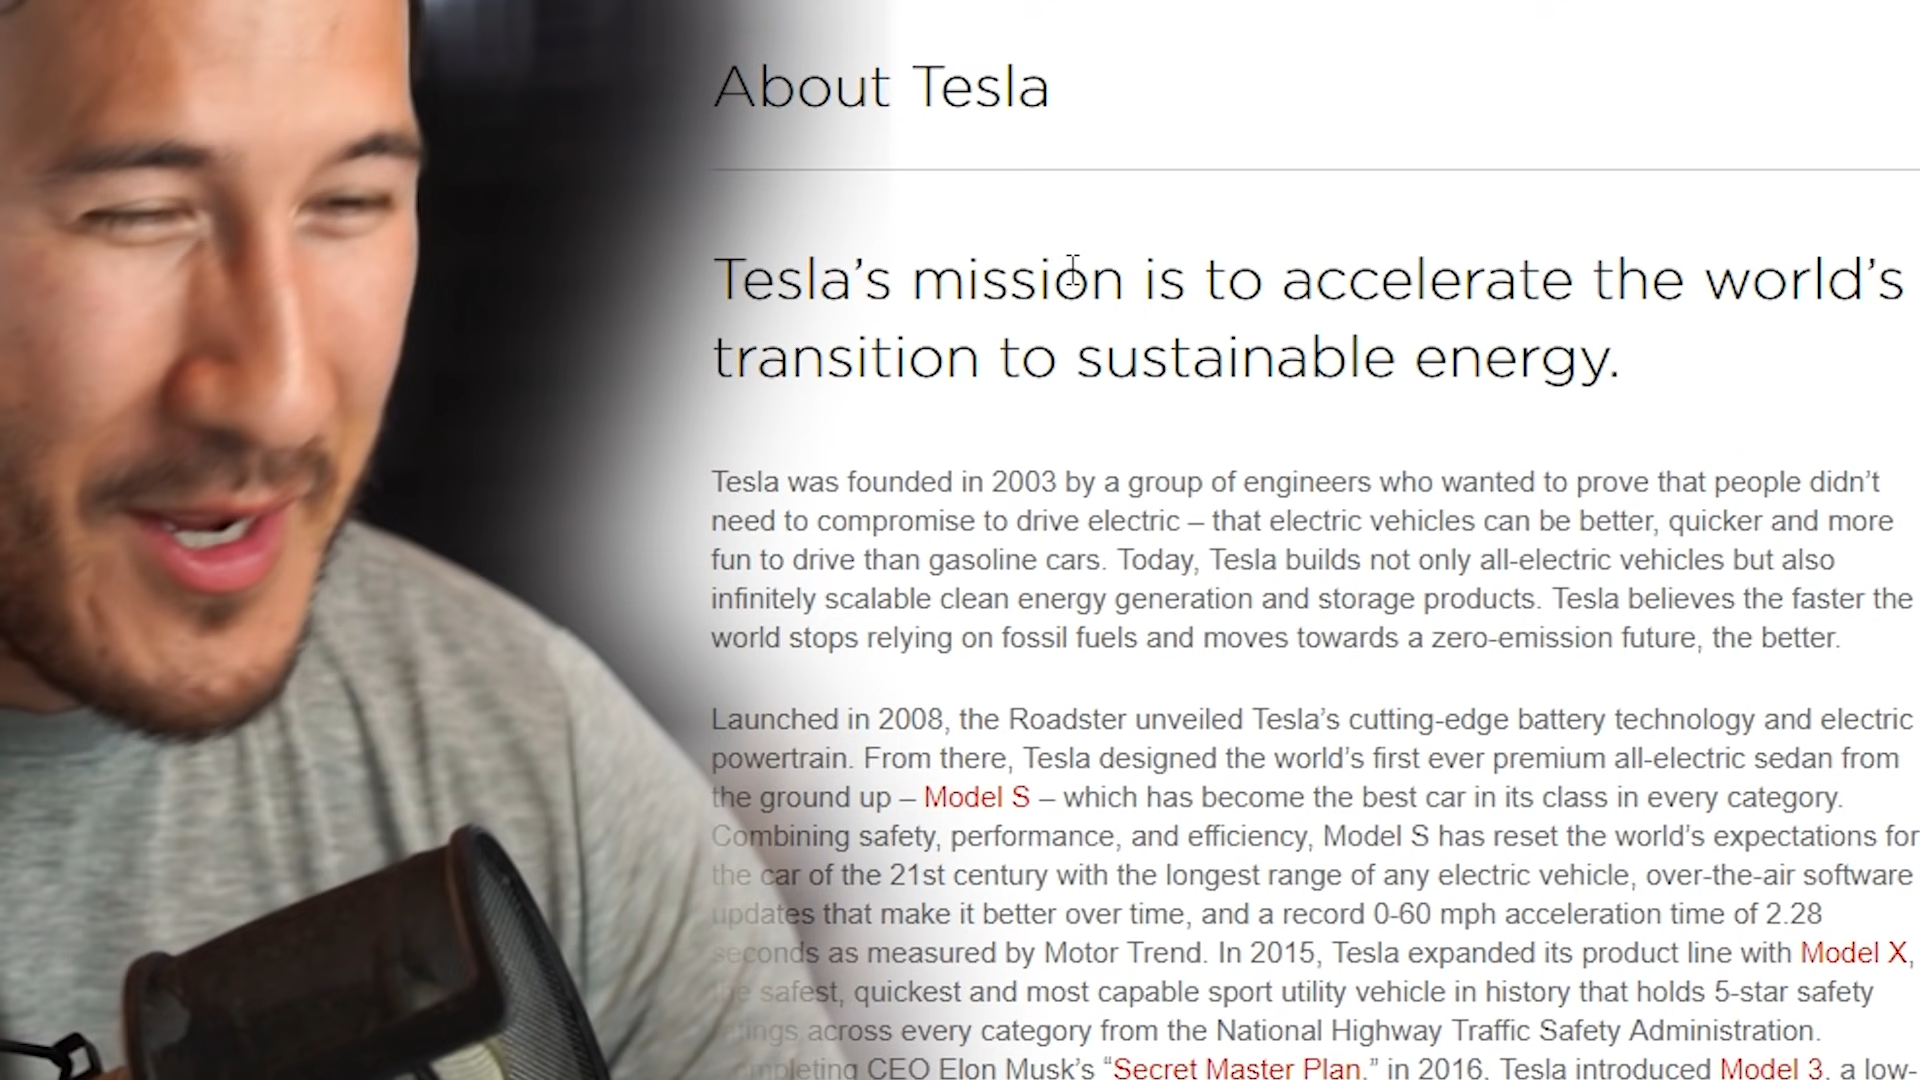 About Tesla
Tesla’s mission is to accelerate the world’s
transition to sustainable energy.
Tesla was founded in 2003 by a group of engineers who wanted to prove that people didn’t
need to compromise to drive electric – that electric vehicles can be better, quicker and more
fun to drive than gasoline cars. Today, Tesla builds not only all-electric vehicles but also
infinitely scalable clean energy generation and storage products. Tesla believes the faster the
world stops relying on fossil fuels and moves towards a zero-emission future, the better.
Launched in 2008, the Roadster unveiled Tesla’s cutting-edge battery technology and electric
powertrain. From there, Tesla designed the world’s first ever premium all-electric sedan from
the ground up – Model S – which has become the best car in its class in every category.
Combining safety, performance, and efficiency, Model S has reset the world’s expectations for
the car of the 21st century with the longest range of any electric vehicle, over-the-air software
updates that make it better over time, and a record 0-60 mph acceleration time of 2.28
seconds as measured by Motor Trend. In 2015, Tesla expanded its product line with Model X,
the safest, quickest and most capable sport utility vehicle in history that holds 5-star safety
ratings across every category from the National Highway Traffic Safety Administration.
Completing CEO Elon Musk’s “Secret Master Plan,” in 2016, Tesla introduced Model 3, a low-